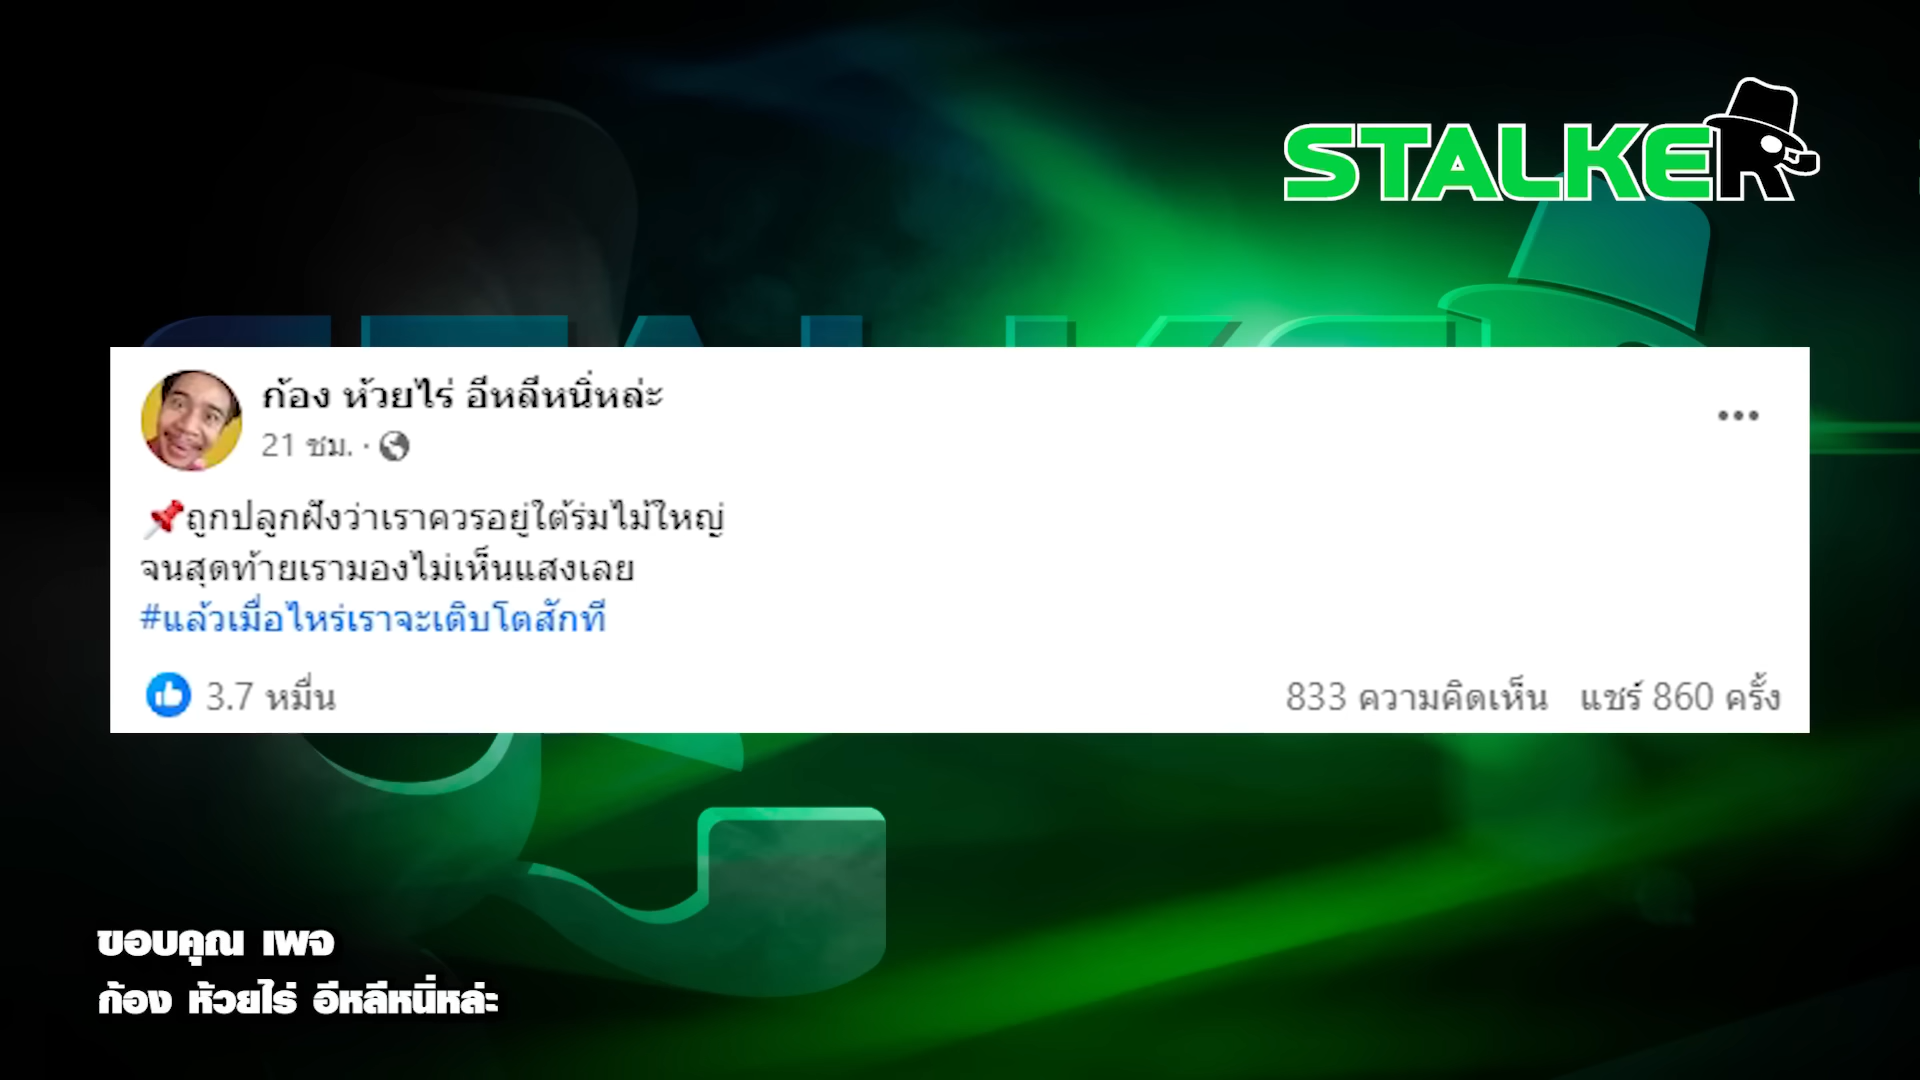 STALKER
ก้อง ห้วยไร่ อีหลีหนิ่หล่ะ
21 ชม. ·
📌ถูกปลูกฝังว่าเราควรอยู่ใต้ร่มไม้ใหญ่
จนสุดท้ายเรามองไม่เห็นแสงเลย
#แล้วเมื่อไหร่เราจะเติบโตสักที
3.7 หมื่น
833 ความคิดเห็น แชร์ 860 ครั้ง
ขอบคุณ เพจ
ก้อง ห้วยไร่ อีหลีหนิ่หล่ะ